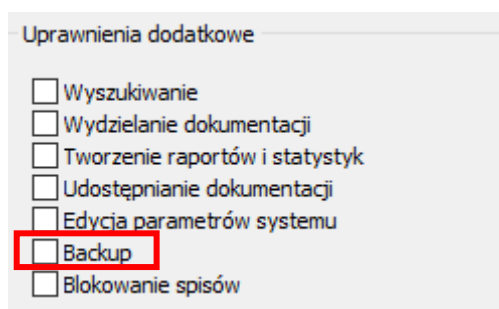 Uprawnienia dodatkowe
Wyszukiwanie
Wydzielanie dokumentacji
Tworzenie raportów i statystyk
Udostępnianie dokumentacji
Edycja parametrów systemu
Backup
Blokowanie spisów